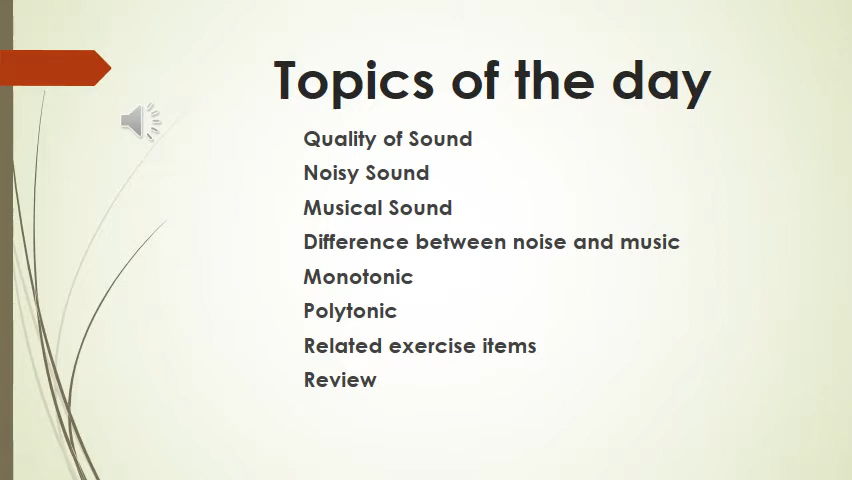 Topics of the day
Quality of Sound
Noisy Sound
Musical Sound
Difference between noise and music
Monotonic
Polytonic
Related exercise items
Review